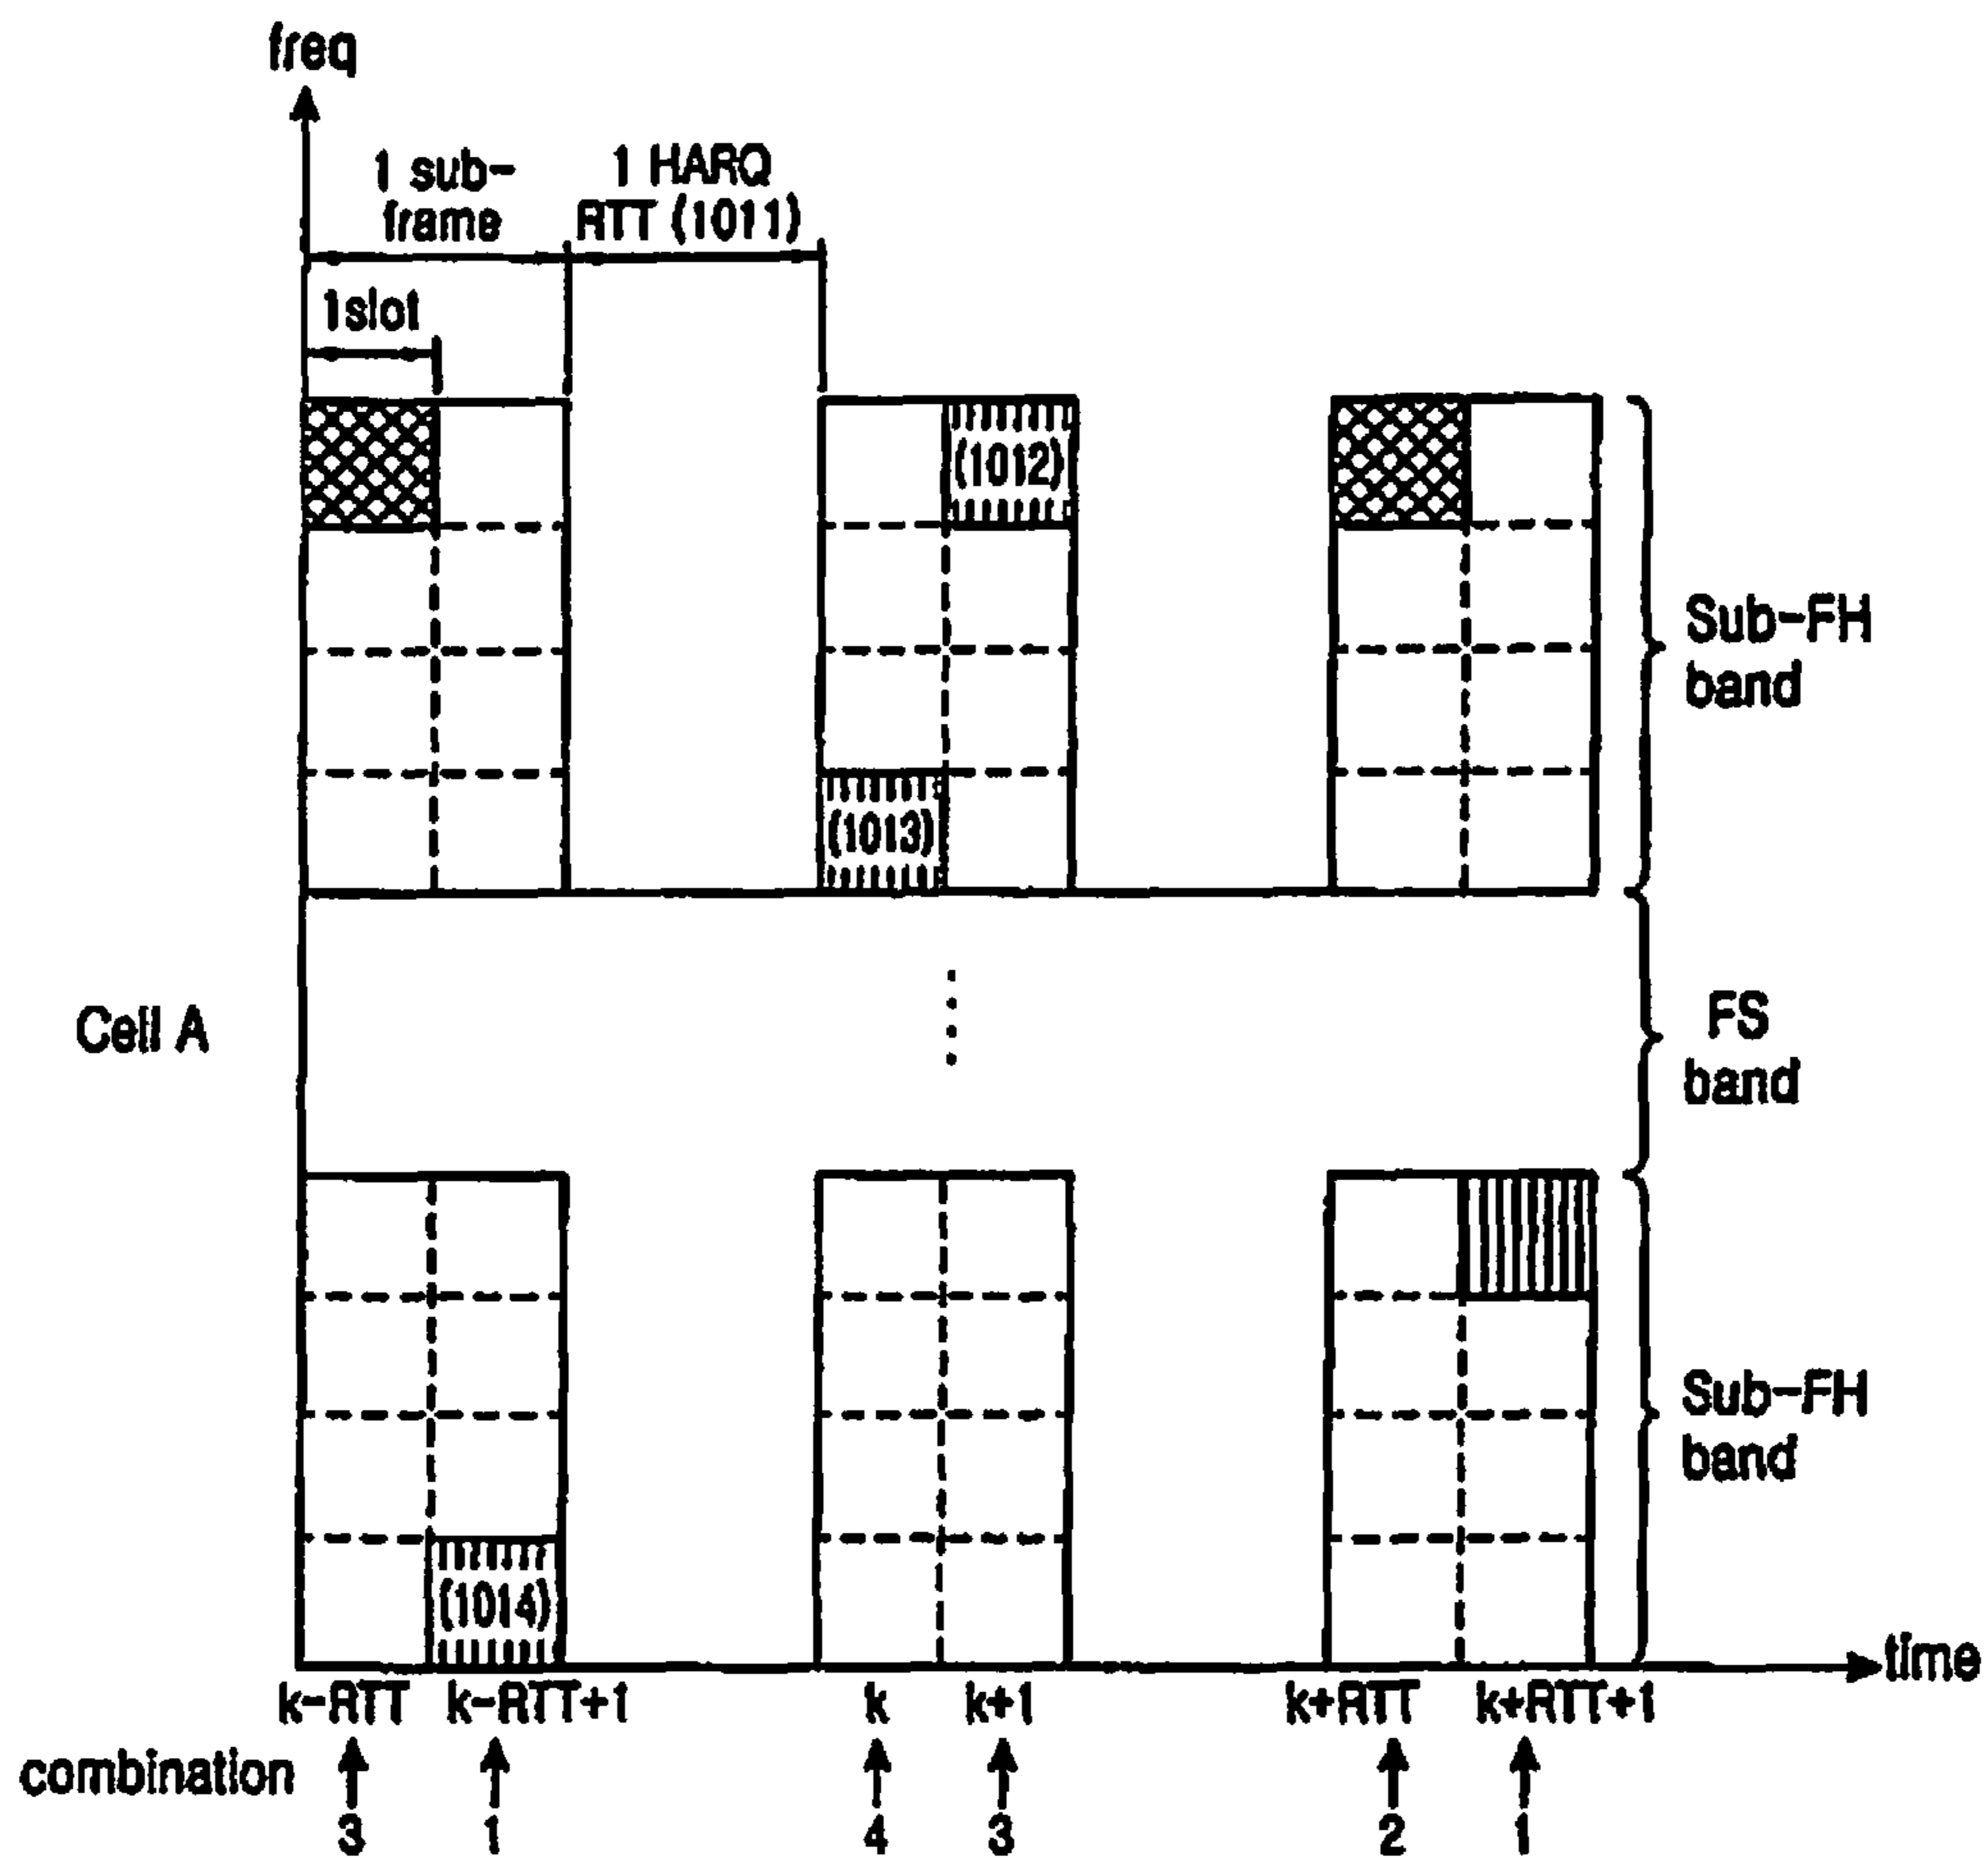 freq
1 sub-
frame
1 HARQ
RTT (1011)
1slot
(1012)
(1013)
Sub-FH
band
Cell A
FS
band
Sub-FH
band
(1014)
time
k-RTT k-RTT+1 k k+1 k+RTT k+RTT+1
combination
3 1 4 3 2 1